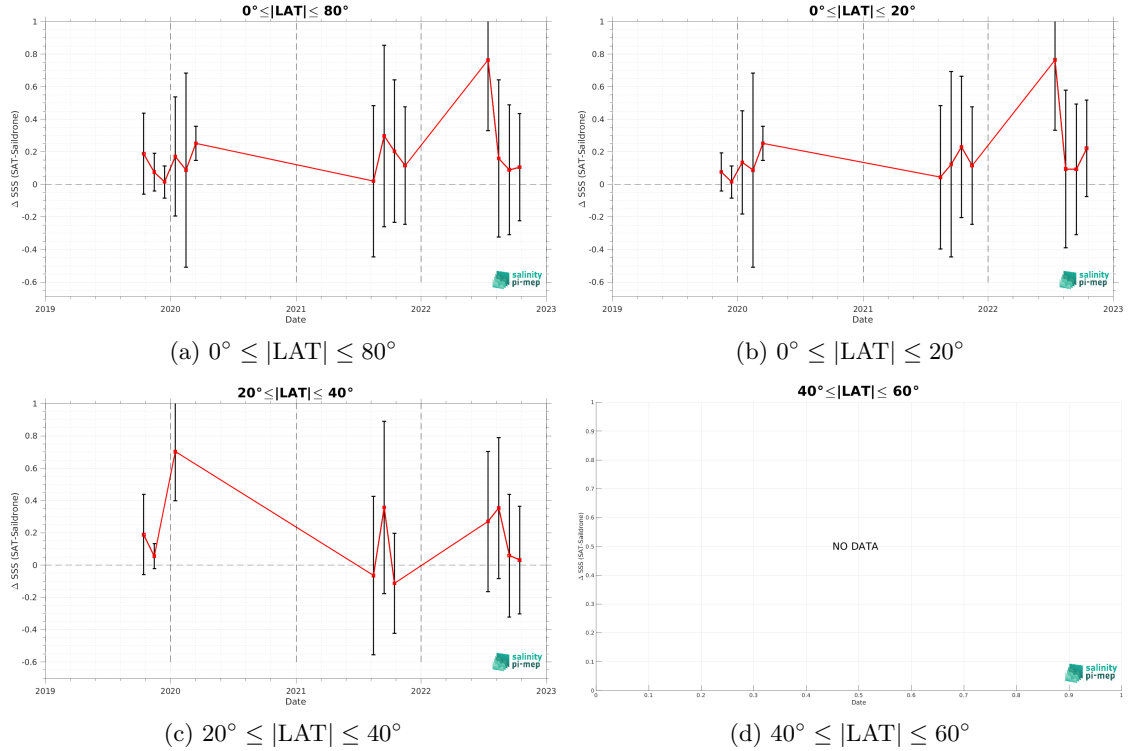 0°≤|LAT|≤ 80°
Δ SSS (SAT-Saildrone)
1
0.8
0.6
0.4
0.2
0
-0.2
-0.4
-0.6
2019 2020 2021 2022 2023
Date
salinity
pi-mep
(a) 0° ≤ |LAT| ≤ 80°
0°≤|LAT|≤ 20°
Δ SSS (SAT-Saildrone)
1
0.8
0.6
0.4
0.2
0
-0.2
-0.4
-0.6
2019 2020 2021 2022 2023
Date
salinity
pi-mep
(b) 0° ≤ |LAT| ≤ 20°
20°≤|LAT|≤ 40°
Δ SSS (SAT-Saildrone)
1
0.8
0.6
0.4
0.2
0
-0.2
-0.4
-0.6
2019 2020 2021 2022 2023
Date
salinity
pi-mep
(c) 20° ≤ |LAT| ≤ 40°
40°≤|LAT|≤ 60°
Δ SSS (SAT-Saildrone)
1
0.9
0.8
0.7
0.6
0.5
0.4
0.3
0.2
0.1
0
NO DATA
0 0.1 0.2 0.3 0.4 0.5 0.6 0.7 0.8 0.9 1
Date
salinity
pi-mep
(d) 40° ≤ |LAT| ≤ 60°